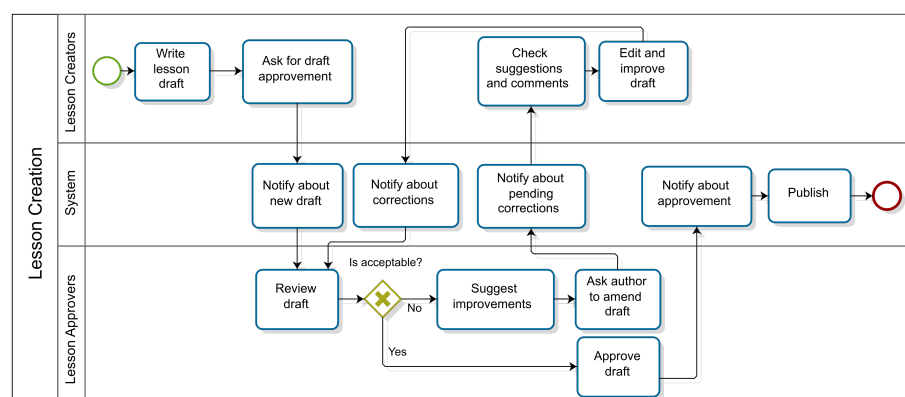 Lesson Creation
Lesson Creators
Write
lesson
draft
Ask for draft
approvement
Check
suggestions
and comments
Edit and
improve
draft
System
Notify about
new draft
Notify about
corrections
Notify about
pending
corrections
Notify about
approvement
Publish
Lesson Approvers
Review
draft
Is acceptable?
No
Suggest
improvements
Ask author
to amend
draft
Yes
Approve
draft